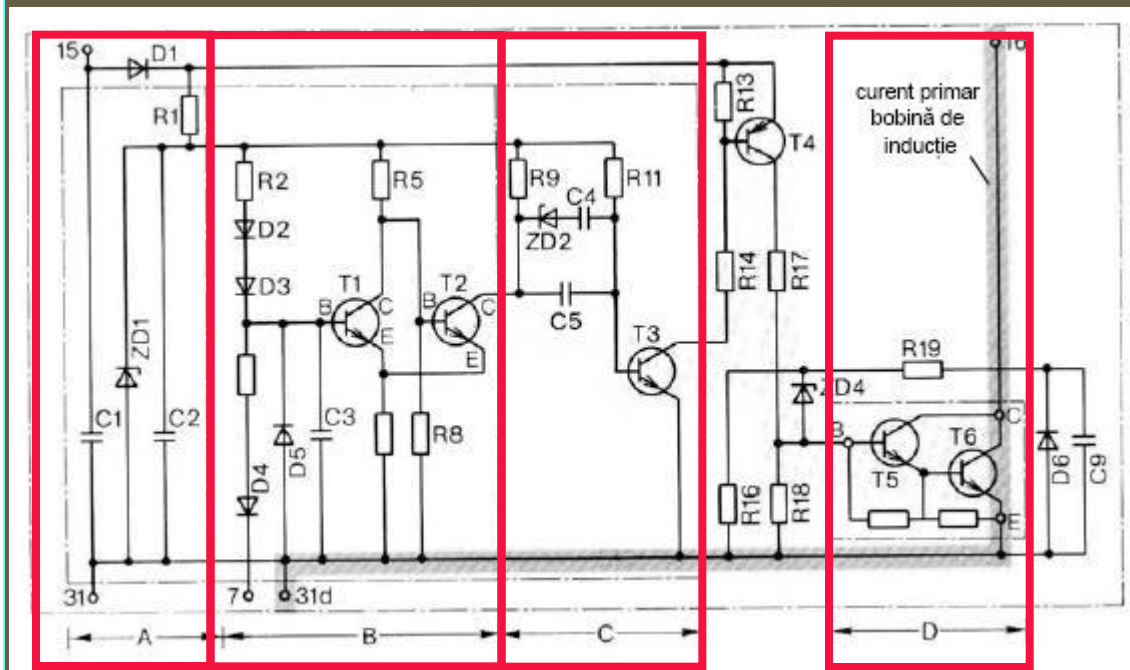 15
D1
16
R1
R13
curent primar
bobină de
inducție
T4
R2
R5
R9
C4
R11
D2
ZD2
R14
R17
D3
T1
T2
B
C
B
C
C5
E
T3
ZD1
E
R19
ZD4
C1
C2
C3
R8
B
C
T6
D5
T5
D6
C9
D4
R16
R18
E
31
7
31d
A
B
C
D